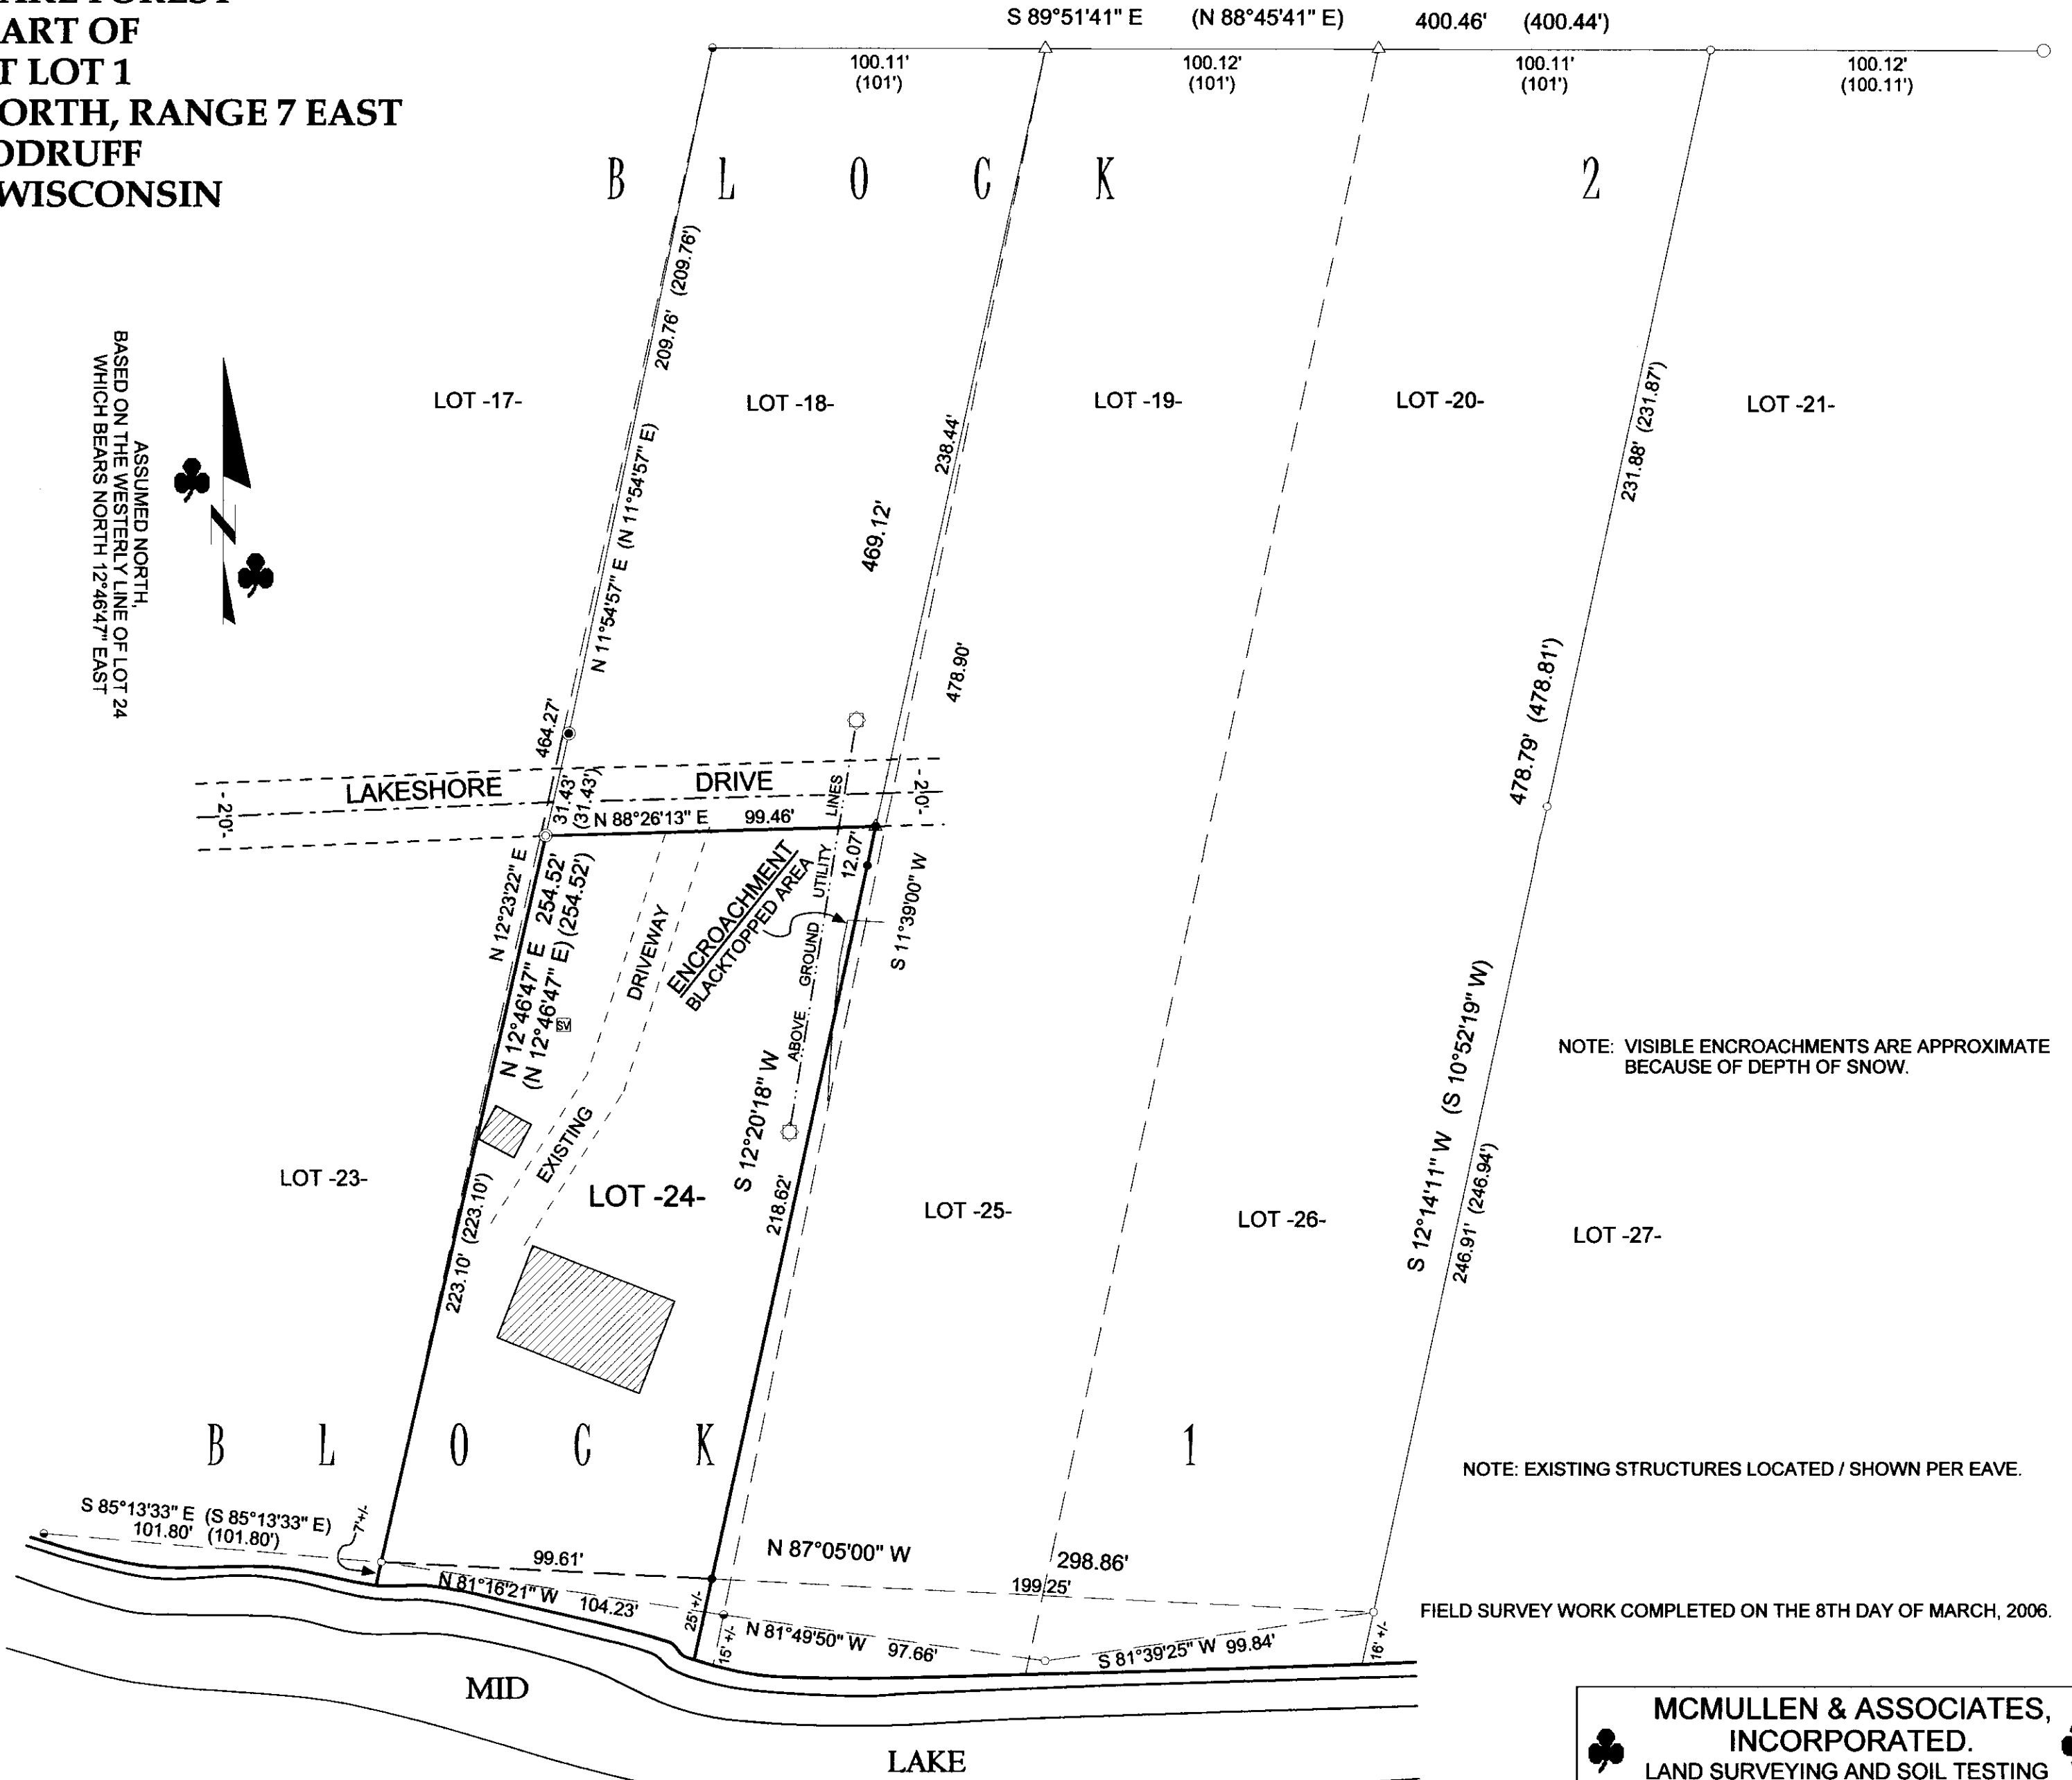 ARE FOREST
ART OF
T LOT 1
ORTH, RANGE 7 EAST
ODRUFF
WISCONSIN
S 89°51'41" E (N 88°45'41" E) 400.46' (400.44')
100.11'
(101')
100.12'
(101')
100.11'
(101')
100.12'
(100.11')
B L O C K 2
ASSUMED NORTH,
BASED ON THE WESTERLY LINE OF LOT 24
WHICH BEARS NORTH 12°46'47" EAST
N
LOT -17-
LOT -18-
LOT -19-
LOT -20-
LOT -21-
209.76' (209.76')
N 11°54'57" E (N 11°54'57" E)
238.44'
469.12'
478.90'
231.88' (231.87')
478.79' (478.81')
464.27'
31.43'
(31.43')
LAKESHORE DRIVE
- 20'-
- 20'-
N 88°26'13" E 99.46'
12.07'
S 11°39'00" W
N 12°23'22" E
N 12°46'47" E 254.52'
(N 12°46'47" E) (254.52')
SV
EXISTING DRIVEWAY
ENCROACHMENT
BLACKTOPPED AREA
ABOVE GROUND UTILITY LINES
S 12°20'18" W
218.62'
S 12°14'11" W (S 10°52'19" W)
246.91' (246.94')
NOTE: VISIBLE ENCROACHMENTS ARE APPROXIMATE
BECAUSE OF DEPTH OF SNOW.
LOT -23-
LOT -24-
LOT -25-
LOT -26-
LOT -27-
223.10' (223.10')
B L O C K 1
NOTE: EXISTING STRUCTURES LOCATED / SHOWN PER EAVE.
S 85°13'33" E (S 85°13'33" E)
101.80' (101.80')
7'+/-
99.61'
N 87°05'00" W 298.86'
199.25'
N 81°16'21" W 104.23'
25' +/-
15' +/-
N 81°49'50" W 97.66'
S 81°39'25" W 99.84'
16' +/-
FIELD SURVEY WORK COMPLETED ON THE 8TH DAY OF MARCH, 2006.
MID
LAKE
MCMULLEN & ASSOCIATES,
INCORPORATED.
LAND SURVEYING AND SOIL TESTING